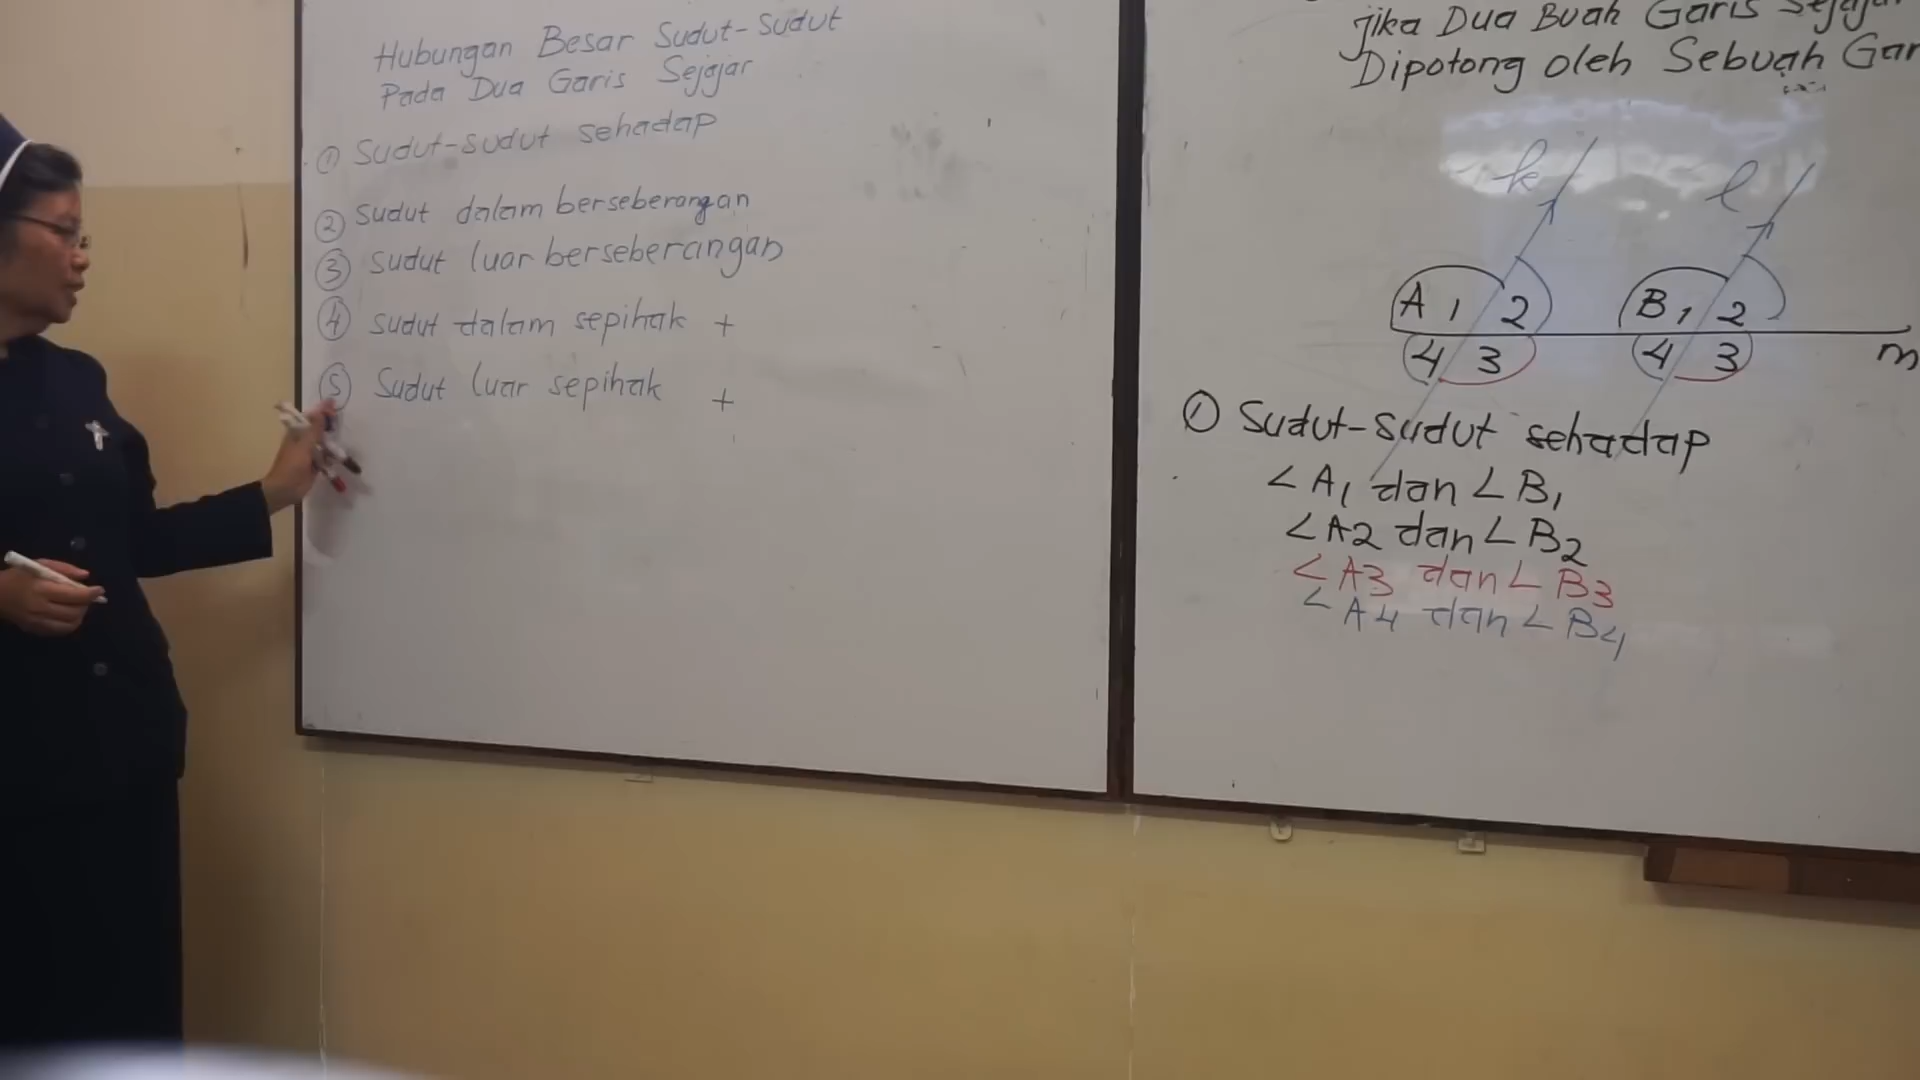 Hubungan Besar Sudut-Sudut
Pada Dua Garis Sejajar
① Sudut-sudut sehadap
② Sudut dalam berseberangan
③ Sudut luar berseberangan
④ Sudut dalam sepihak +
⑤ Sudut luar sepihak +
Jika Dua Buah Garis Sejajar
Dipotong oleh Sebuah Gar
k l
A 1 2 B 1 2
4 3 4 3 m
① Sudut-sudut sehadap
∠ A1 dan ∠ B1
∠ A2 dan ∠ B2
∠ A3 dan ∠ B3
∠ A4 dan ∠ B4